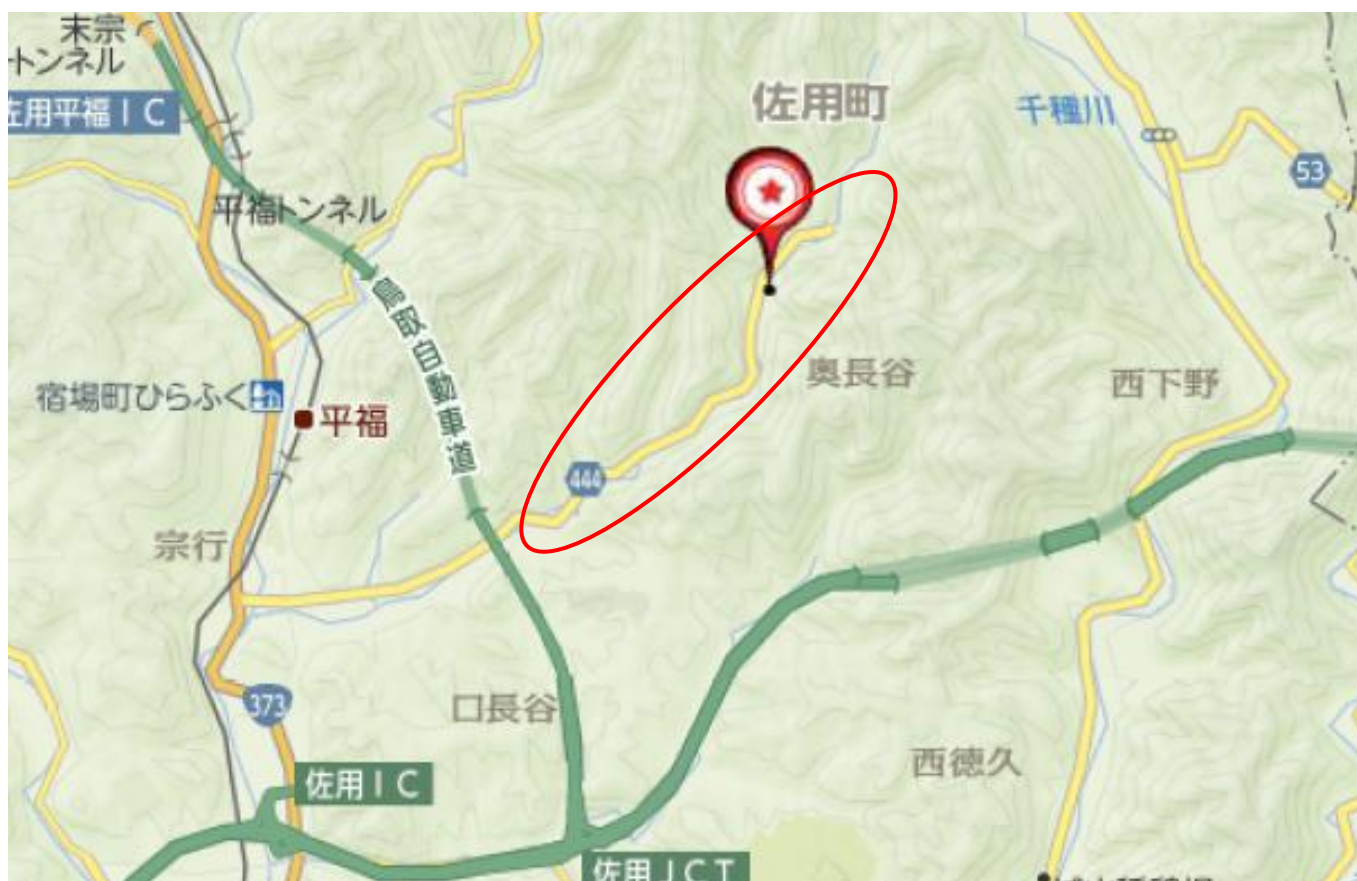 末宗
トンネル
佐用平福IC
佐用町
千種川
53
平福トンネル
鳥取自動車道
奥長谷
西下野
宿場町ひらふく
平福
444
宗行
373
口長谷
西徳久
佐用IC
佐用JCT